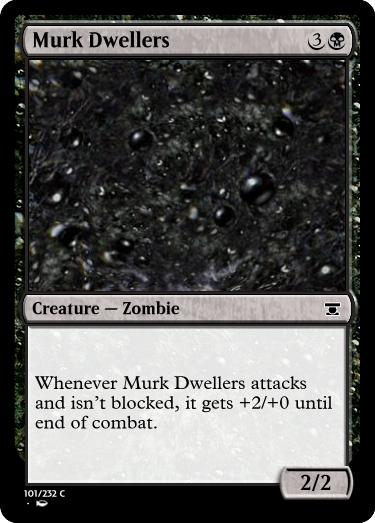 Murk Dwellers 3
Creature — Zombie
Whenever Murk Dwellers attacks
and isn't blocked, it gets +2/+0 until
end of combat.
2/2
101/232 C